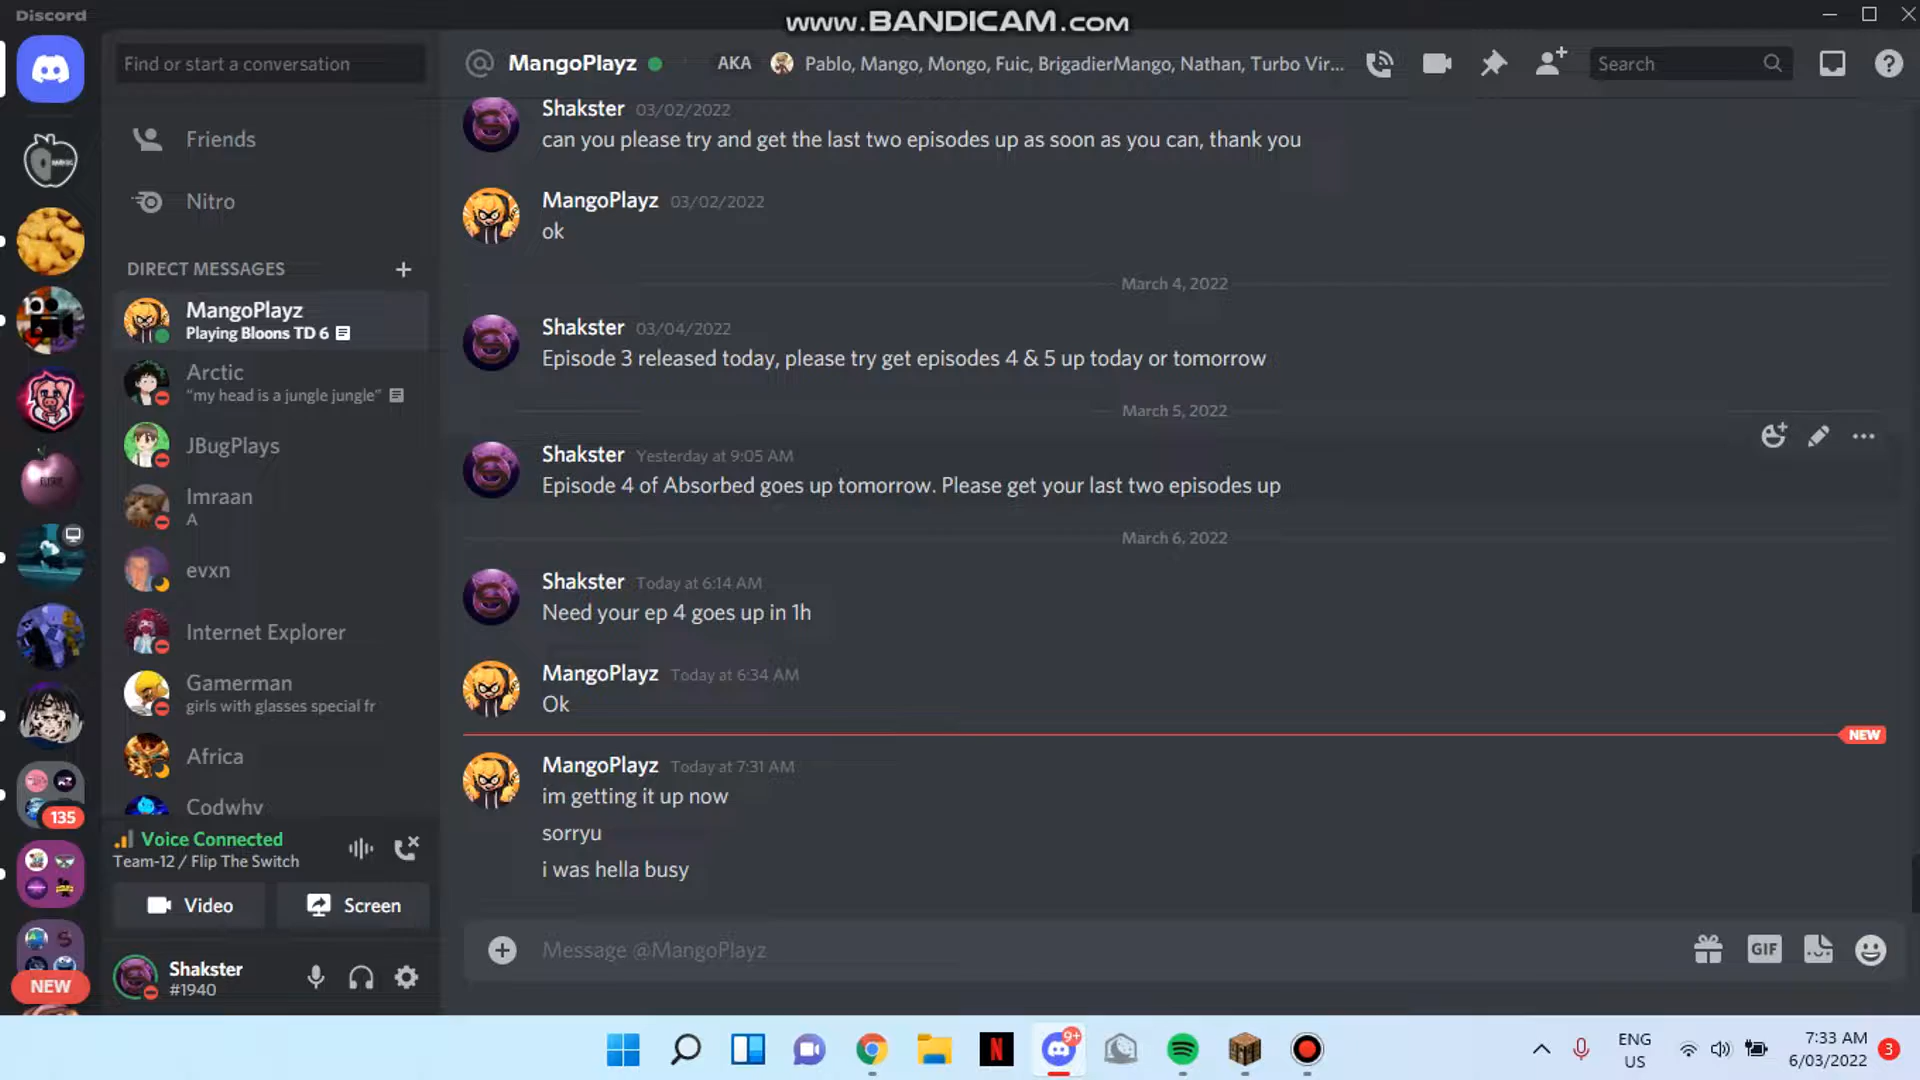 Discord
www.BANDICAM.com
Find or start a conversation
MangoPlayz
AKA
Pablo, Mango, Mongo, Fuic, BrigadierMango, Nathan, Turbo Vir...
Search
Friends
Nitro
DIRECT MESSAGES
MangoPlayz
Playing Bloons TD 6
Arctic
“my head is a jungle jungle”
JBugPlays
Imraan
A
evxn
Internet Explorer
Gamerman
girls with glasses special fr
Africa
Codwhv
135
Voice Connected
Team-12 / Flip The Switch
Video
Screen
NEW
Shakster
#1940
Shakster 03/02/2022
can you please try and get the last two episodes up as soon as you can, thank you
MangoPlayz 03/02/2022
ok
March 4, 2022
Shakster 03/04/2022
Episode 3 released today, please try get episodes 4 & 5 up today or tomorrow
March 5, 2022
Shakster Yesterday at 9:05 AM
Episode 4 of Absorbed goes up tomorrow. Please get your last two episodes up
March 6, 2022
Shakster Today at 6:14 AM
Need your ep 4 goes up in 1h
MangoPlayz Today at 6:34 AM
Ok
NEW
MangoPlayz Today at 7:31 AM
im getting it up now
sorryu
i was hella busy
Message @MangoPlayz
GIF
N
9+
ENG
US
7:33 AM
6/03/2022
3